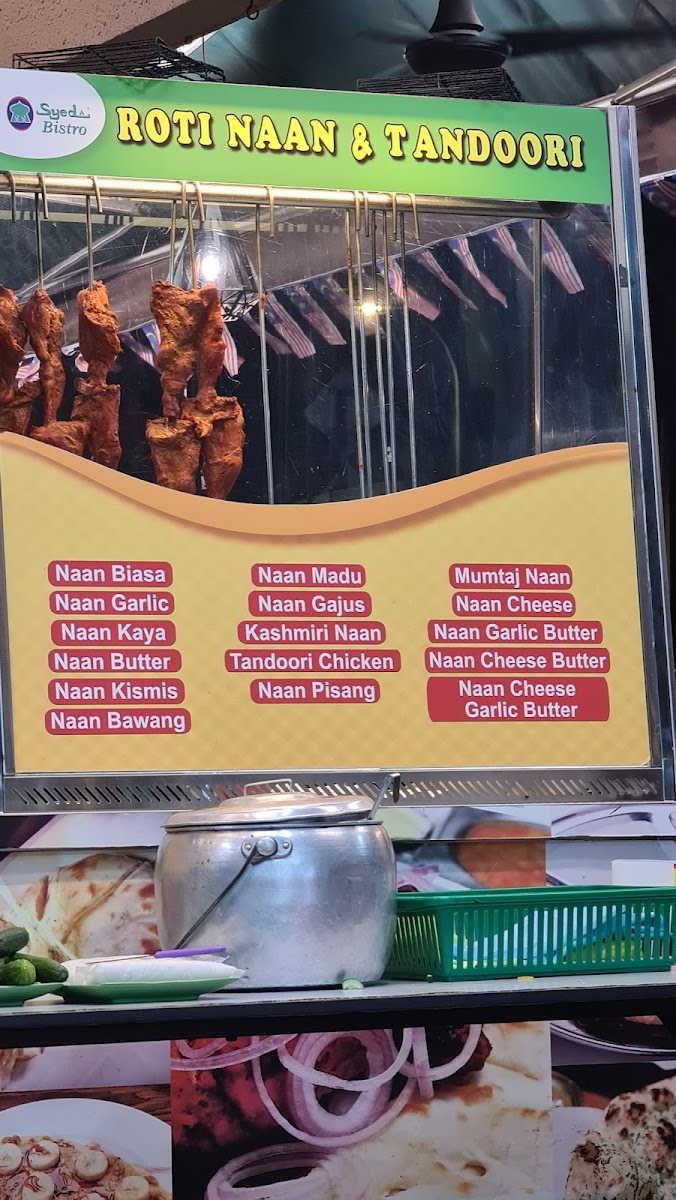 Syed
Bistro
ROTI NAAN & TANDOORI
Naan Biasa
Naan Garlic
Naan Kaya
Naan Butter
Naan Kismis
Naan Bawang
Naan Madu
Naan Gajus
Kashmiri Naan
Tandoori Chicken
Naan Pisang
Mumtaj Naan
Naan Cheese
Naan Garlic Butter
Naan Cheese Butter
Naan Cheese
Garlic Butter